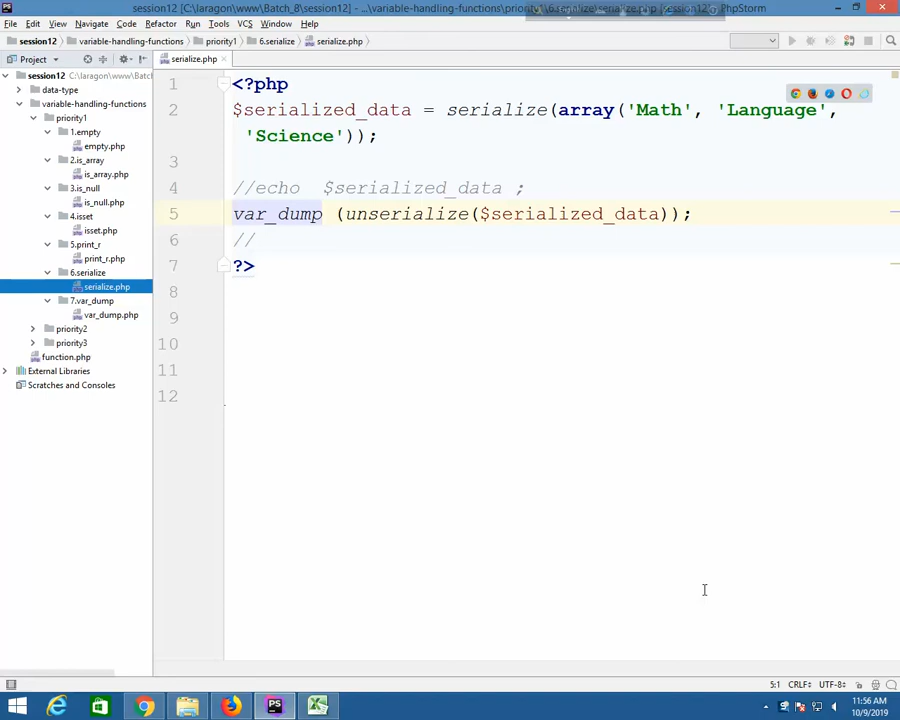 session12 [C:\laragon\www\Batch_8\session12] - ...\variable-handling-functions\priority1\6.serialize\serialize.php [session12] - PhpStorm
File Edit View Navigate Code Refactor Run Tools VCS Window Help
session12 variable-handling-functions priority1 6.serialize serialize.php
Project serialize.php
session12 C:\laragon\www\Batc
data-type
variable-handling-functions
priority1
1.empty
empty.php
2.is_array
is_array.php
3.is_null
is_null.php
4.isset
isset.php
5.print_r
print_r.php
6.serialize
serialize.php
7.var_dump
var_dump.php
priority2
priority3
function.php
External Libraries
Scratches and Consoles
1 <?php
2 $serialized_data = serialize(array('Math', 'Language',
'Science'));
3
4 //echo $serialized_data ;
5 var_dump (unserialize($serialized_data));
6 //
7 ?>
8
9
10
11
12
5:1 CRLF UTF-8
11:56 AM
10/9/2019